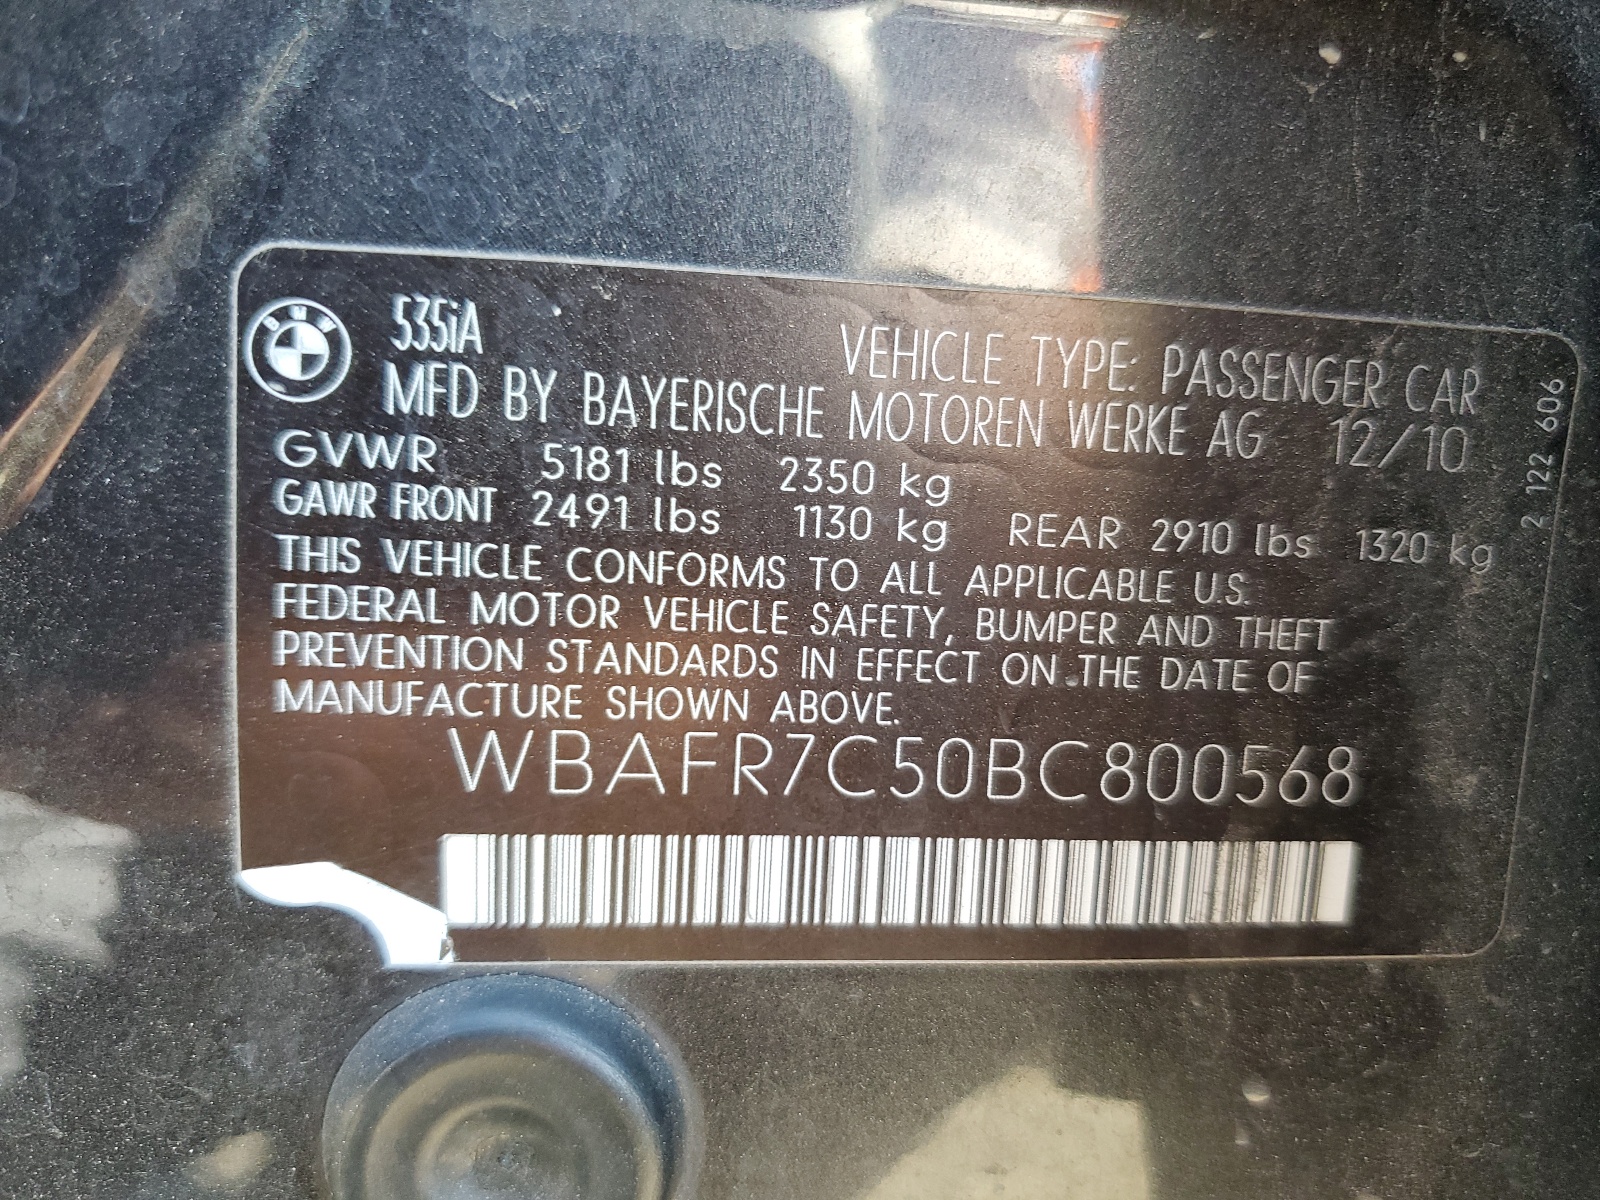 BMW
535iA
VEHICLE TYPE: PASSENGER CAR
MFD BY BAYERISCHE MOTOREN WERKE AG 12/10
GVWR 5181 lbs 2350 kg
GAWR FRONT 2491 lbs 1130 kg REAR 2910 lbs 1320 kg
THIS VEHICLE CONFORMS TO ALL APPLICABLE U.S.
FEDERAL MOTOR VEHICLE SAFETY, BUMPER AND THEFT
PREVENTION STANDARDS IN EFFECT ON THE DATE OF
MANUFACTURE SHOWN ABOVE.
WBAFR7C50BC800568
2 122 606